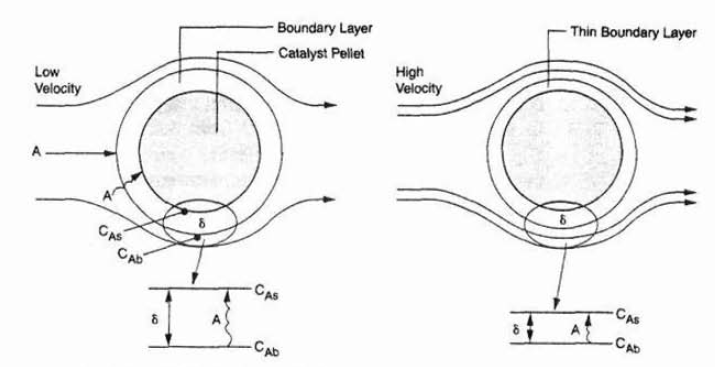 Boundary Layer
Catalyst Pellet
Low
Velocity
A
A
C_As
C_Ab
δ
δ
A
C_As
C_Ab
Thin Boundary Layer
High
Velocity
δ
δ
A
C_As
C_Ab